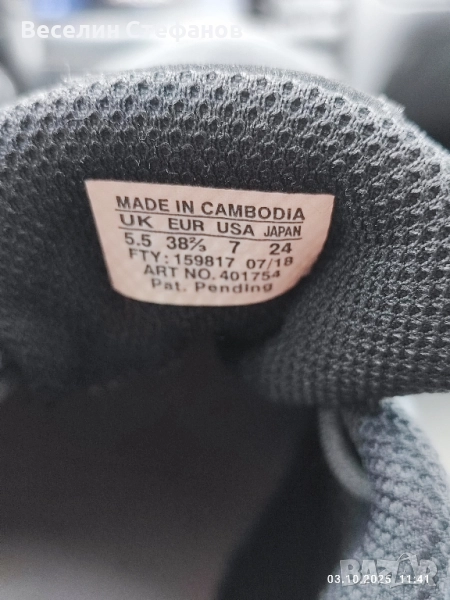 Веселин Стефанов
MADE IN CAMBODIA
UK EUR USA JAPAN
5.5 38⅔ 7 24
FTY: 159817 07/18
ART NO. 401754
Pat. Pending
BAZAR
03.10.2025 11:41